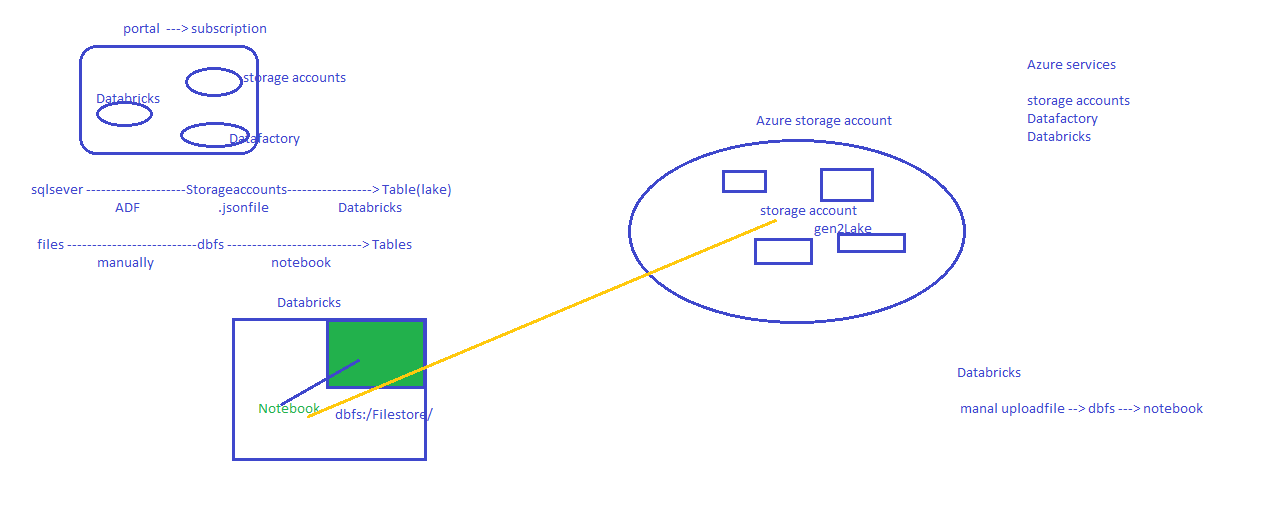 portal ---> subscription
storage accounts
Databricks
Datafactory
sqlsever --------------------Storageaccounts-----------------> Table(lake)
ADF .jsonfile Databricks
files --------------------------dbfs ---------------------------> Tables
manually notebook
Databricks
Notebook
dbfs:/Filestore/
Azure storage account
storage account
gen2Lake
Azure services
storage accounts
Datafactory
Databricks
Databricks
manal uploadfile --> dbfs ---> notebook